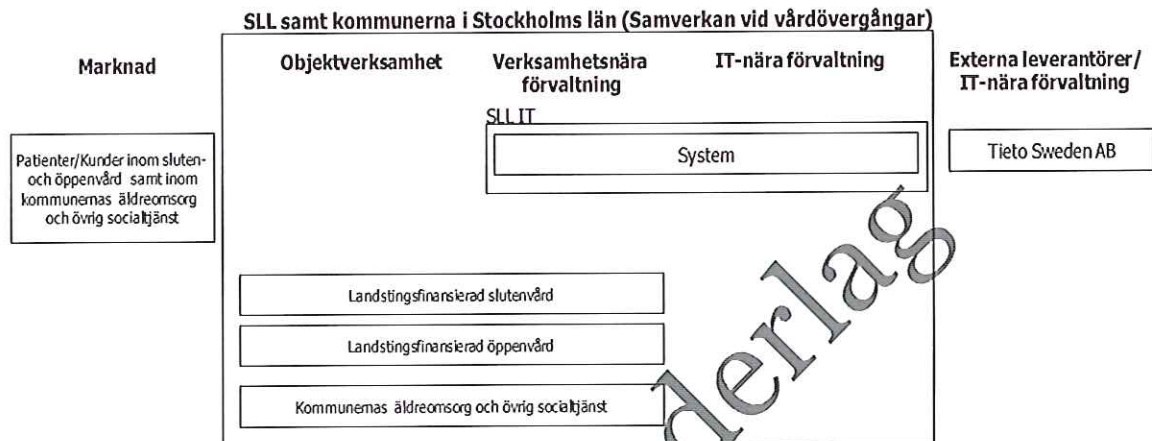 SLL samt kommunerna i Stockholms län (Samverkan vid vårdövergångar)
Marknad
Objektverksamhet
Verksamhetsnära
förvaltning
IT-nära förvaltning
Externa leverantörer/
IT-nära förvaltning
SLL IT
Patienter/Kunder inom sluten-
och öppenvård samt inom
kommunernas äldreomsorg
och övrig socialtjänst
System
Tieto Sweden AB
Landstingsfinansierad slutenvård
Landstingsfinansierad öppenvård
Kommunernas äldreomsorg och övrig socialtjänst
derlag